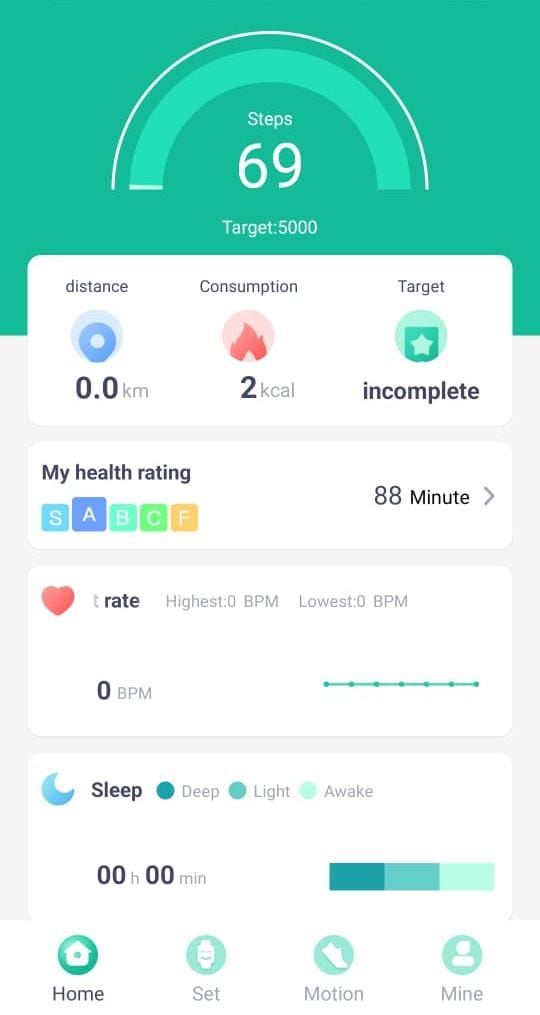 Steps
69
Target:5000
distance Consumption Target
0.0 km 2 kcal incomplete
My health rating
S A B C F
88 Minute
t rate Highest:0 BPM Lowest:0 BPM
0 BPM
Sleep Deep Light Awake
00 h 00 min
Home Set Motion Mine